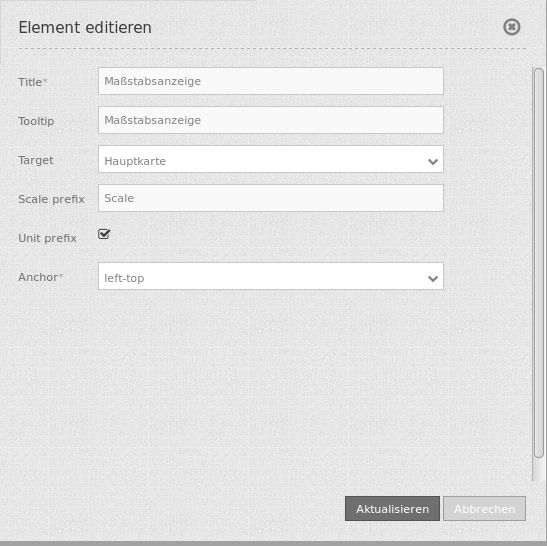 Element editieren
Title* Maßstabsanzeige
Tooltip Maßstabsanzeige
Target Hauptkarte
Scale prefix Scale
Unit prefix
Anchor* left-top
Aktualisieren Abbrechen